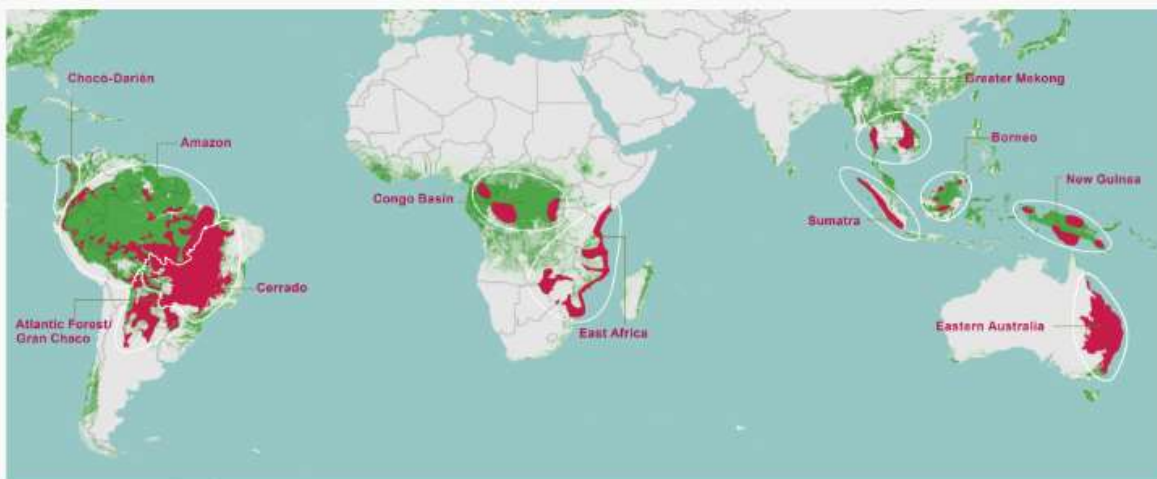 Chocó-Darién
Amazon
Cerrado
Atlantic Forest/
Gran Chaco
Congo Basin
East Africa
Greater Mekong
Borneo
New Guinea
Sumatra
Eastern Australia